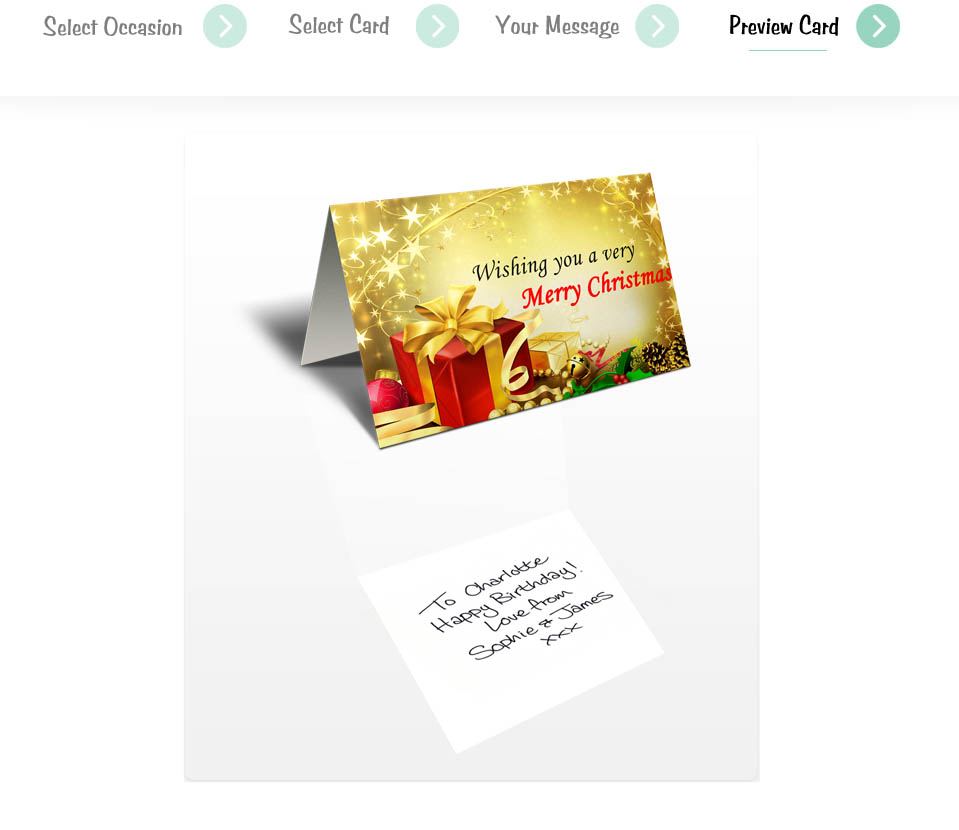 Select Occasion
Select Card
Your Message
Preview Card
Wishing you a very
Merry Christmas
To Charlotte
Happy Birthday!
Love from
Sophie & James
xxx